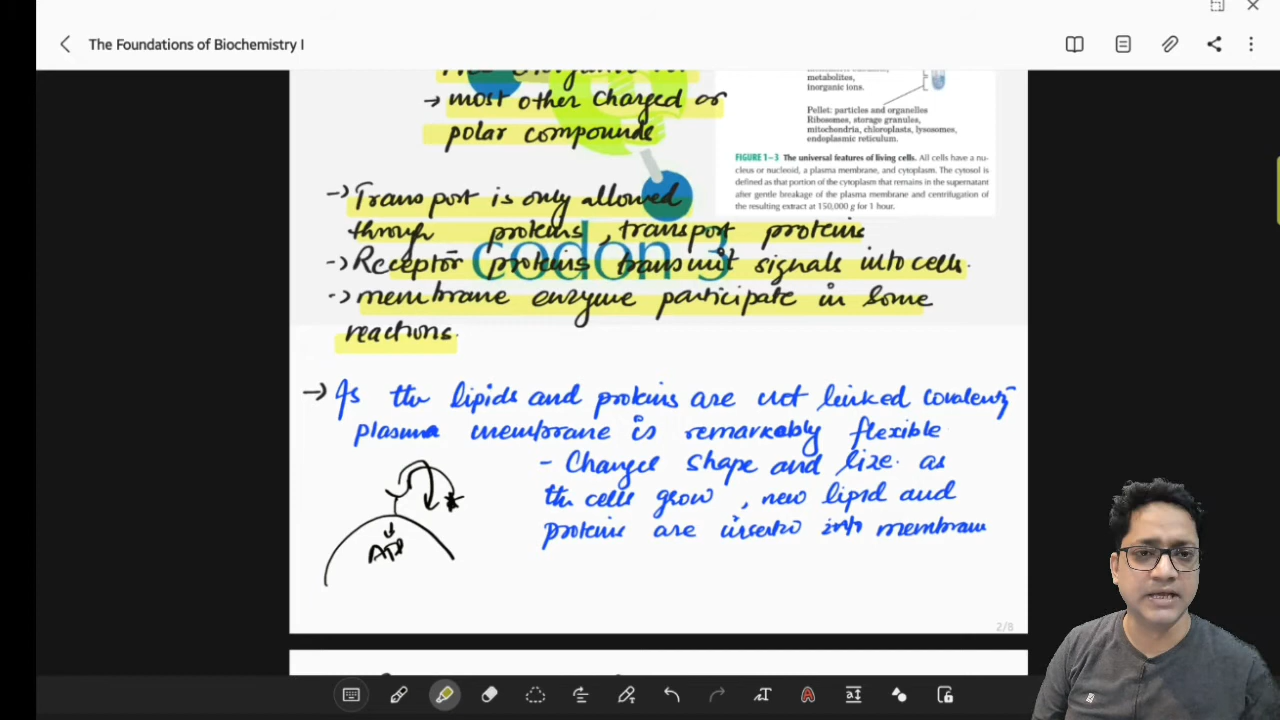 The Foundations of Biochemistry I
→ most other charged or
polar compounds
metabolites,
inorganic ions.
Pellet: particles and organelles
Ribosomes, storage granules,
mitochondria, chloroplasts, lysosomes,
endoplasmic reticulum.
FIGURE 1–3 The universal features of living cells. All cells have a nu-
cleus or nucleoid, a plasma membrane, and cytoplasm. The cytosol is
defined as that portion of the cytoplasm that remains in the supernatant
after gentle breakage of the plasma membrane and centrifugation of
the resulting extract at 150,000 g for 1 hour.
→ Transport is only allowed
through proteins, transport proteins
codon 3
→ Receptor proteins transmit signals into cells.
→ membrane enzyme participate in some
reactions.
→ As the lipids and proteins are not linked covalently
plasma membrane is remarkably flexible
- Changes shape and size. as
the cells grow, new lipid and
proteins are inserted into membrane
ATP
2/8